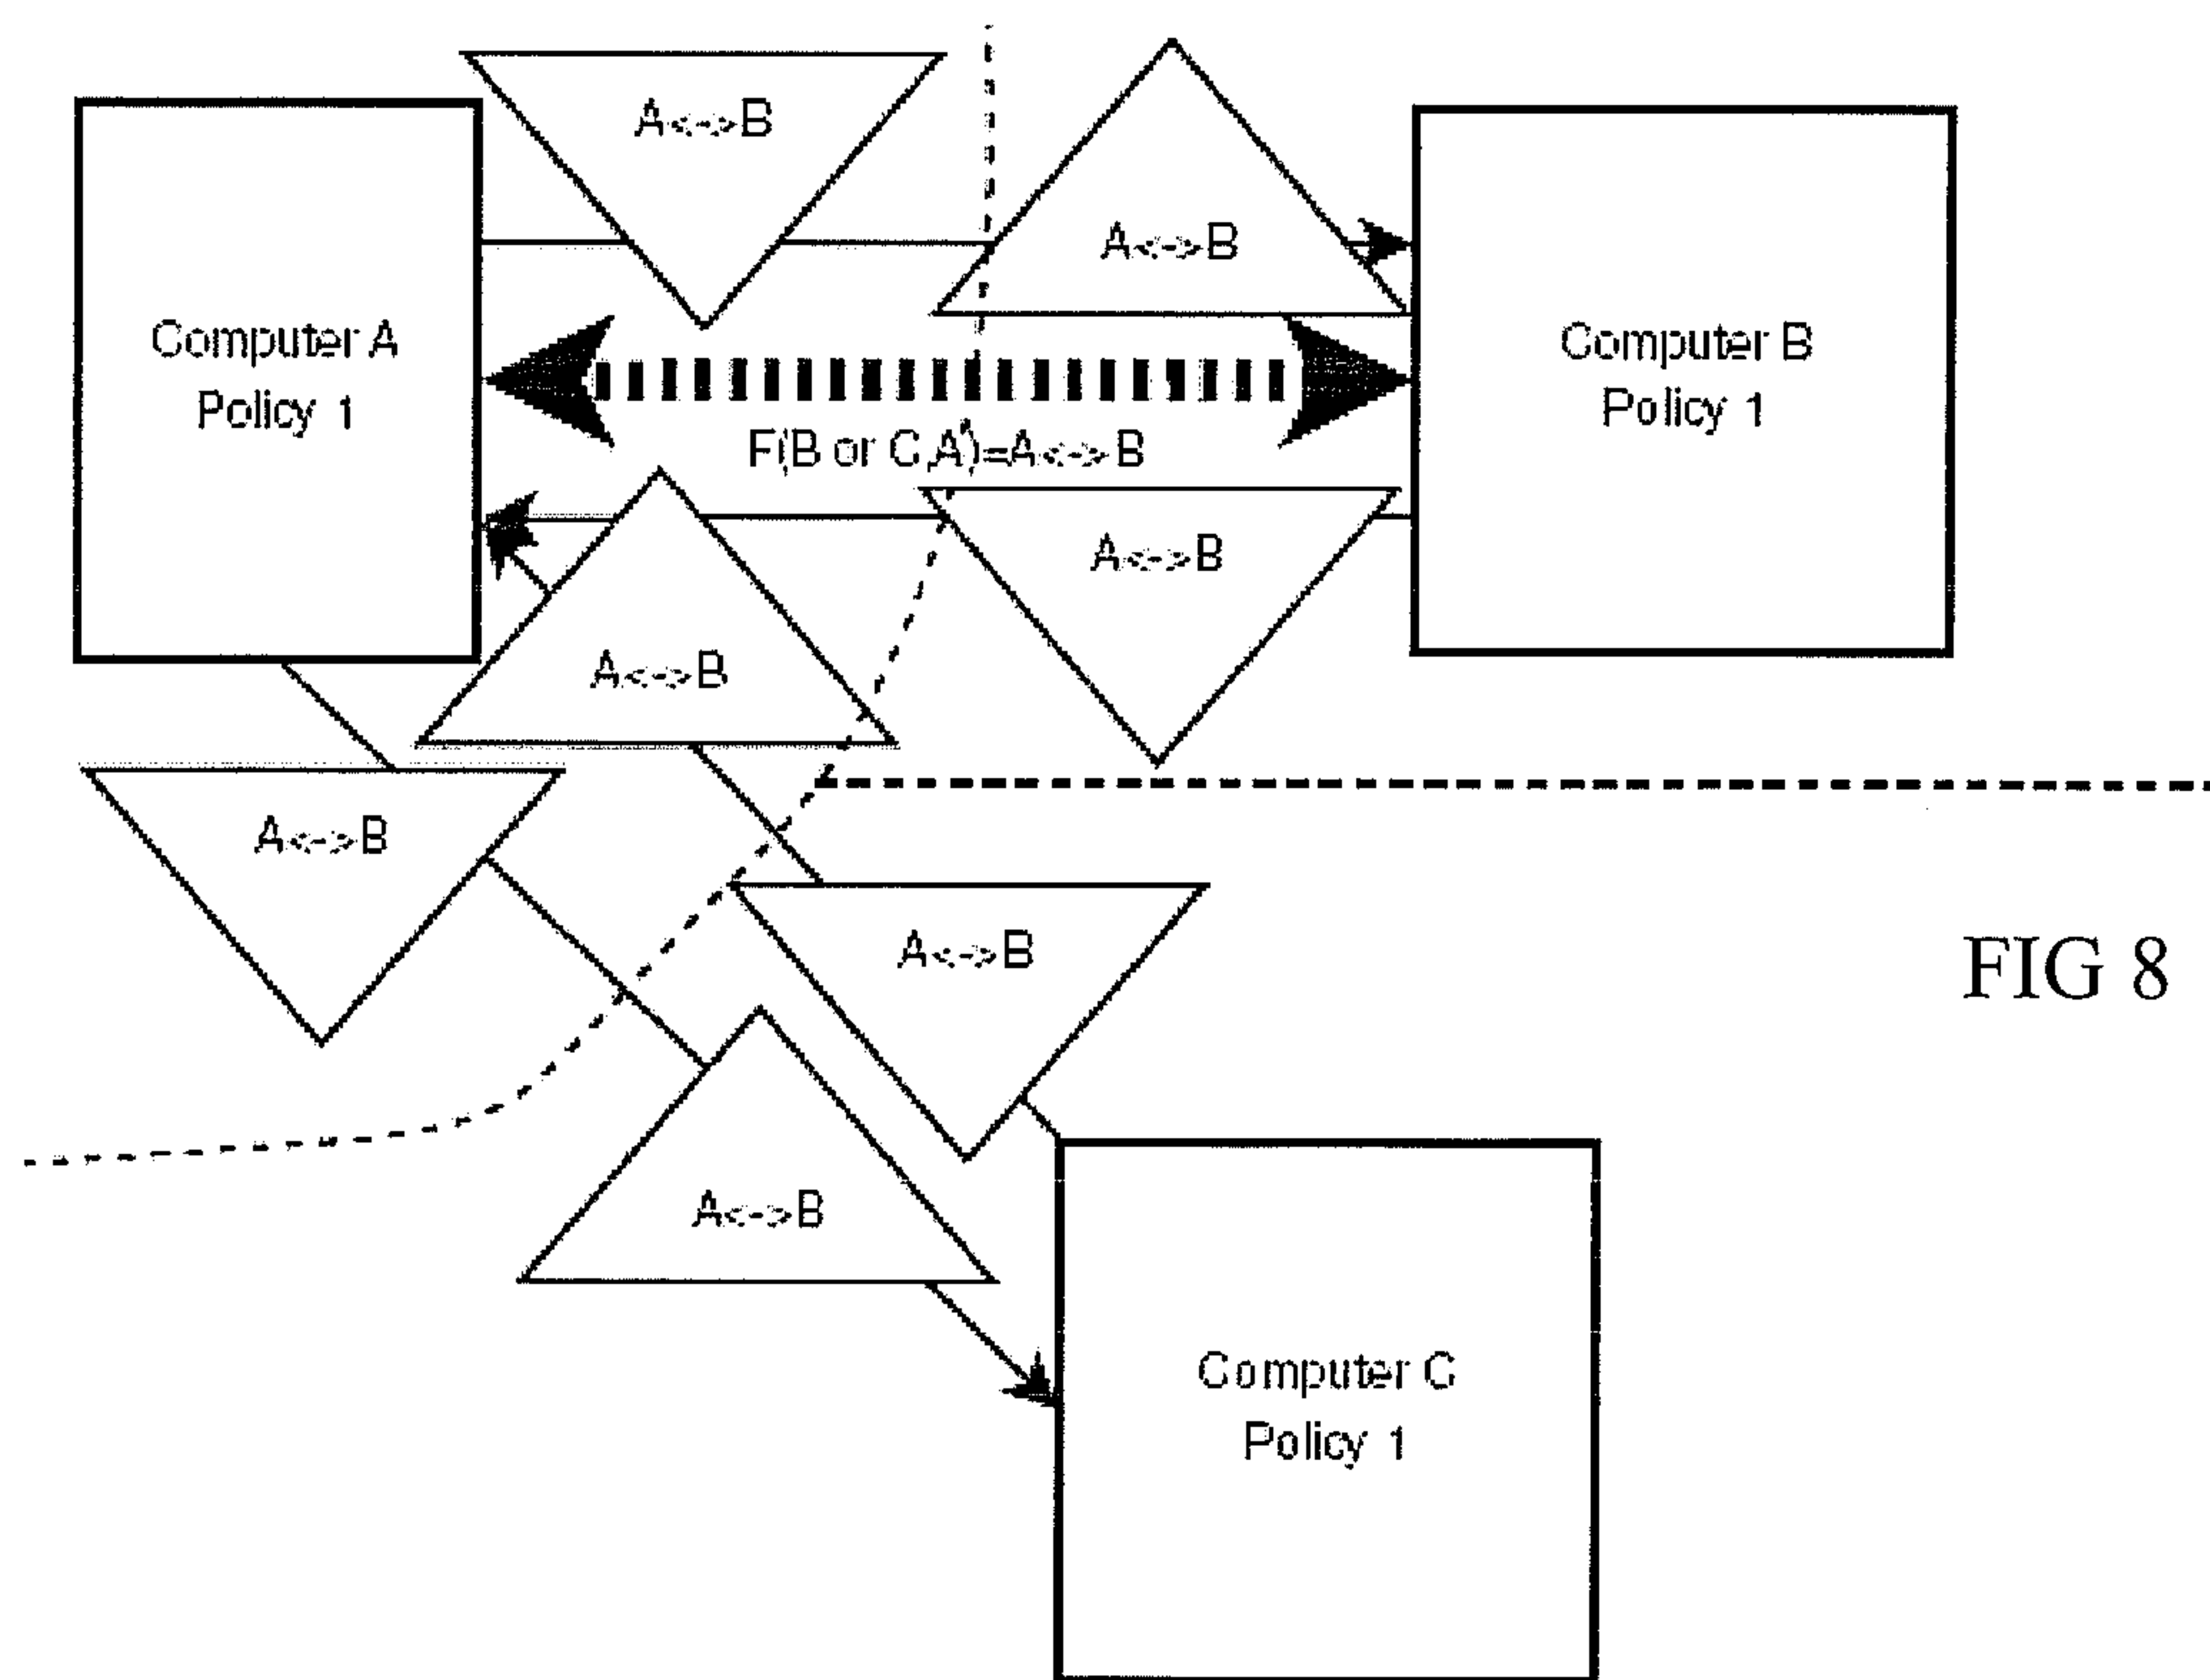 A<->B
A<->B
Computer A
Policy 1
Computer B
Policy 1
F(B or C,A)=A<->B
A<->B
A<->B
A<->B
A<->B
FIG 8
A<->B
Computer C
Policy 1